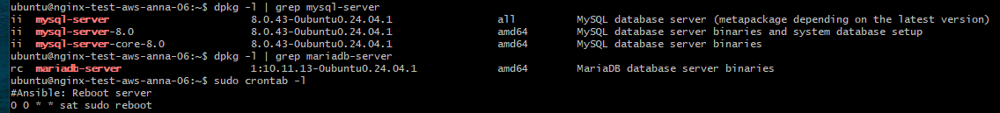 ubuntu@nginx-test-aws-anna-06:~$ dpkg -l | grep mysql-server
ii  mysql-server                    8.0.43-0ubuntu0.24.04.1                 all          MySQL database server (metapackage depending on the latest version)
ii  mysql-server-8.0                8.0.43-0ubuntu0.24.04.1                 amd64        MySQL database server binaries and system database setup
ii  mysql-server-core-8.0           8.0.43-0ubuntu0.24.04.1                 amd64        MySQL database server binaries
ubuntu@nginx-test-aws-anna-06:~$ dpkg -l | grep mariadb-server
rc  mariadb-server                  1:10.11.13-0ubuntu0.24.04.1             amd64        MariaDB database server binaries
ubuntu@nginx-test-aws-anna-06:~$ sudo crontab -l
#Ansible: Reboot server
0 0 * * sat sudo reboot